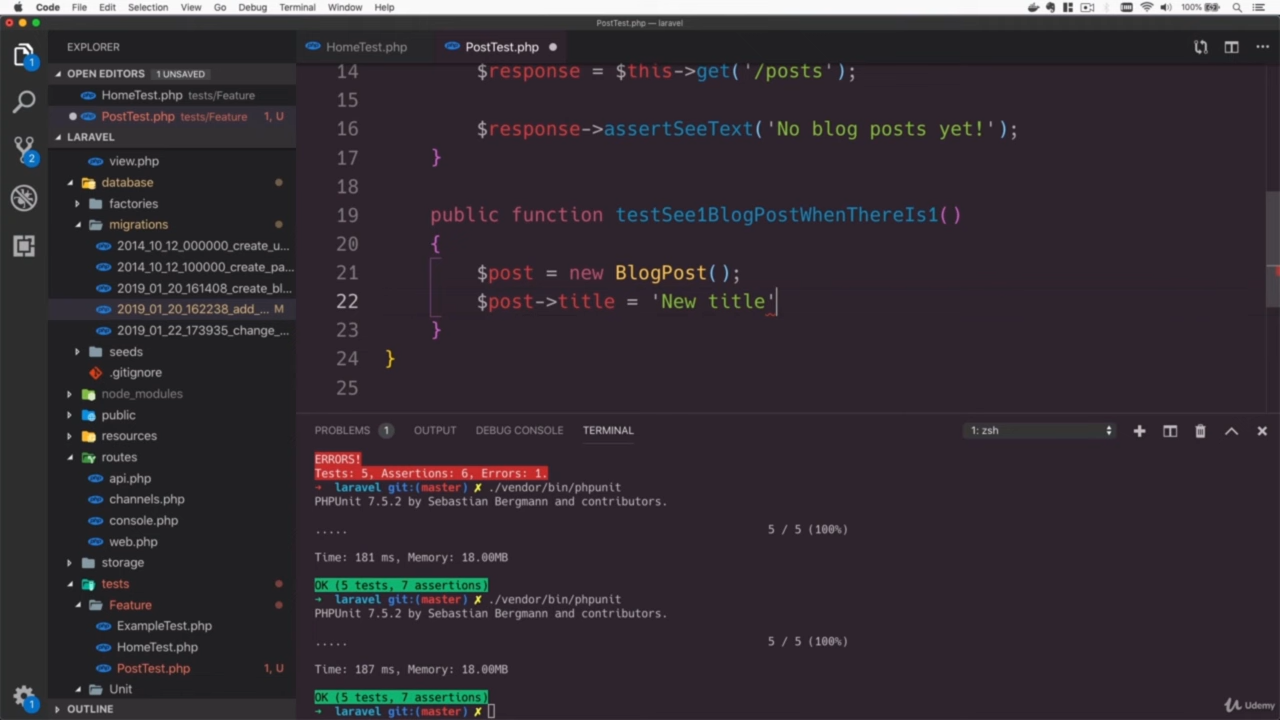 Code File Edit Selection View Go Debug Terminal Window Help 100%
PostTest.php — laravel
EXPLORER
HomeTest.php
PostTest.php
OPEN EDITORS 1 UNSAVED
HomeTest.php tests/Feature
PostTest.php tests/Feature 1, U
LARAVEL
view.php
database
factories
migrations
2014_10_12_000000_create_u...
2014_10_12_100000_create_pa...
2019_01_20_161408_create_bl...
2019_01_20_162238_add_... M
2019_01_22_173935_change_...
seeds
.gitignore
node_modules
public
resources
routes
api.php
channels.php
console.php
web.php
storage
tests
Feature
ExampleTest.php
HomeTest.php
PostTest.php 1, U
Unit
OUTLINE
1
2
1
14 $response = $this->get('/posts');
15
16 $response->assertSeeText('No blog posts yet!');
17 }
18
19 public function testSee1BlogPostWhenThereIs1()
20 {
21 $post = new BlogPost();
22 $post->title = 'New title'
23 }
24 }
25
PROBLEMS 1 OUTPUT DEBUG CONSOLE TERMINAL 1: zsh
ERRORS!
Tests: 5, Assertions: 6, Errors: 1.
→ laravel git:(master) ✗ ./vendor/bin/phpunit
PHPUnit 7.5.2 by Sebastian Bergmann and contributors.
..... 5 / 5 (100%)
Time: 181 ms, Memory: 18.00MB
OK (5 tests, 7 assertions)
→ laravel git:(master) ✗ ./vendor/bin/phpunit
PHPUnit 7.5.2 by Sebastian Bergmann and contributors.
..... 5 / 5 (100%)
Time: 187 ms, Memory: 18.00MB
OK (5 tests, 7 assertions)
→ laravel git:(master) ✗
Udemy